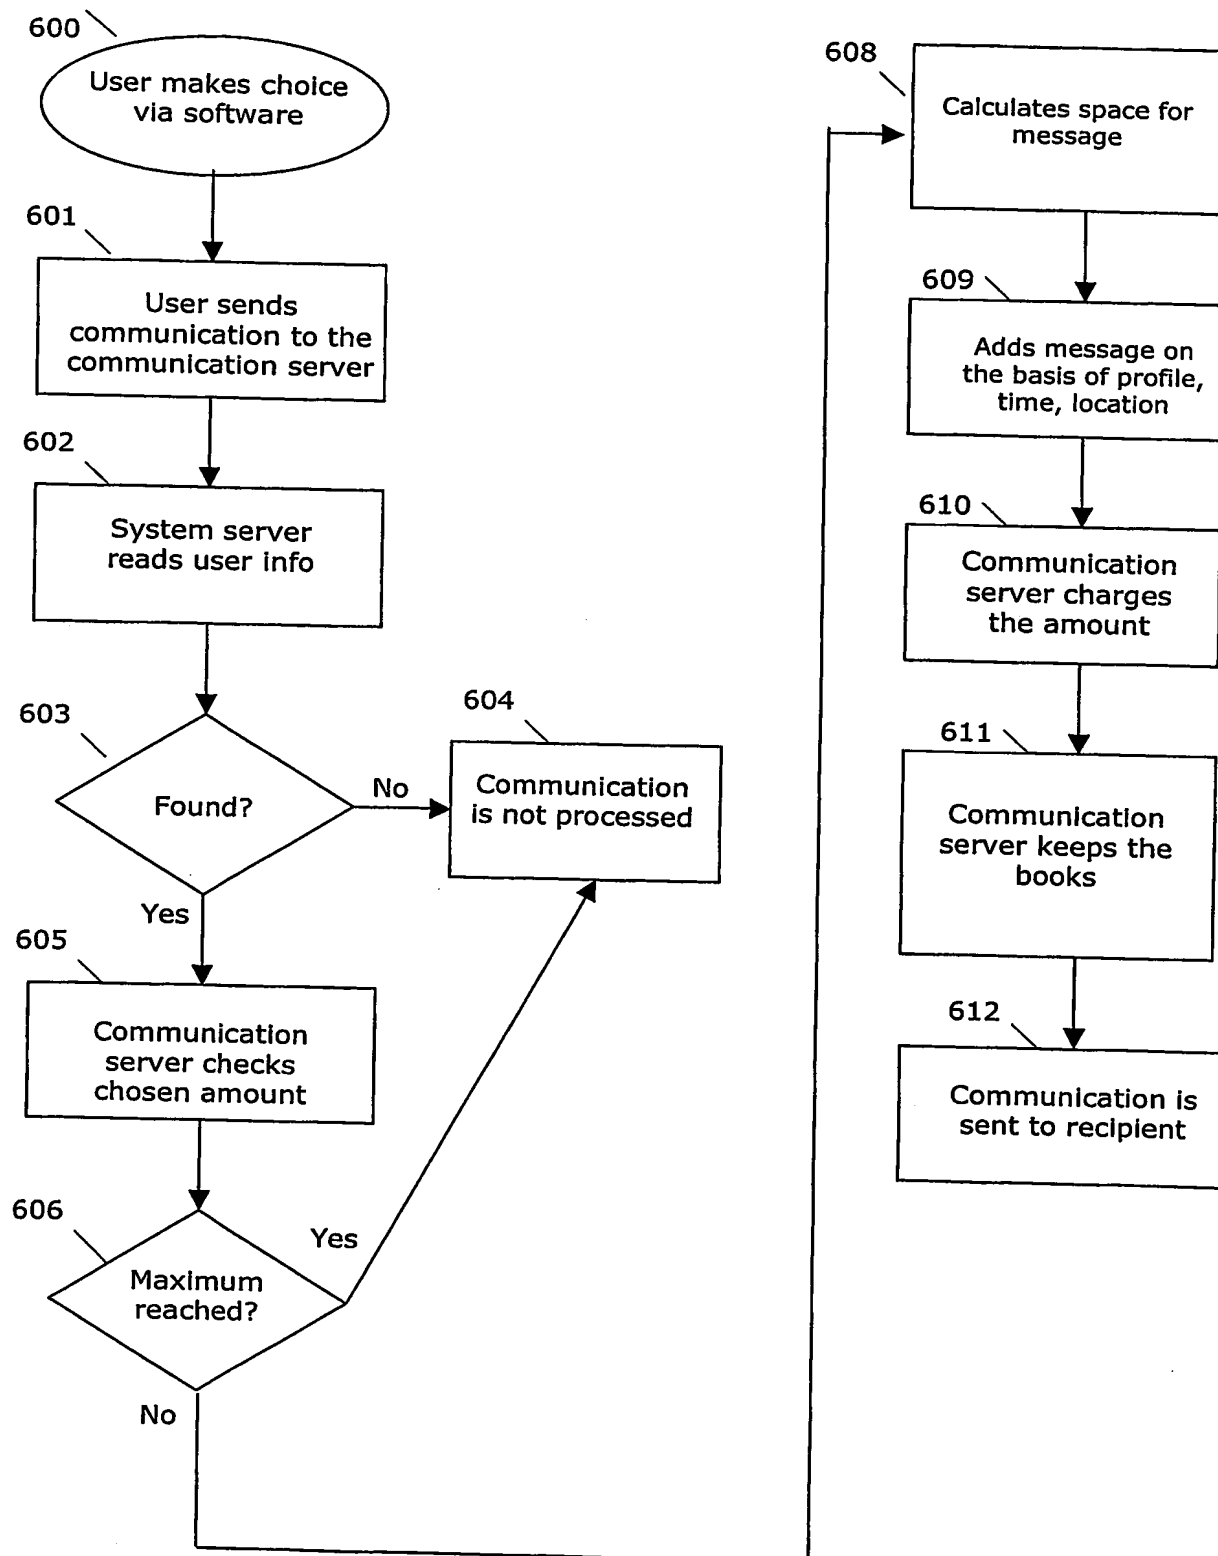 600
User makes choice
via software
601
User sends
communication to the
communication server
602
System server
reads user info
603
Found?
No
604
Communication
is not processed
Yes
605
Communication
server checks
chosen amount
606
Maximum
reached?
Yes
No
608
Calculates space for
message
609
Adds message on
the basis of profile,
time, location
610
Communication
server charges
the amount
611
Communication
server keeps the
books
612
Communication is
sent to recipient